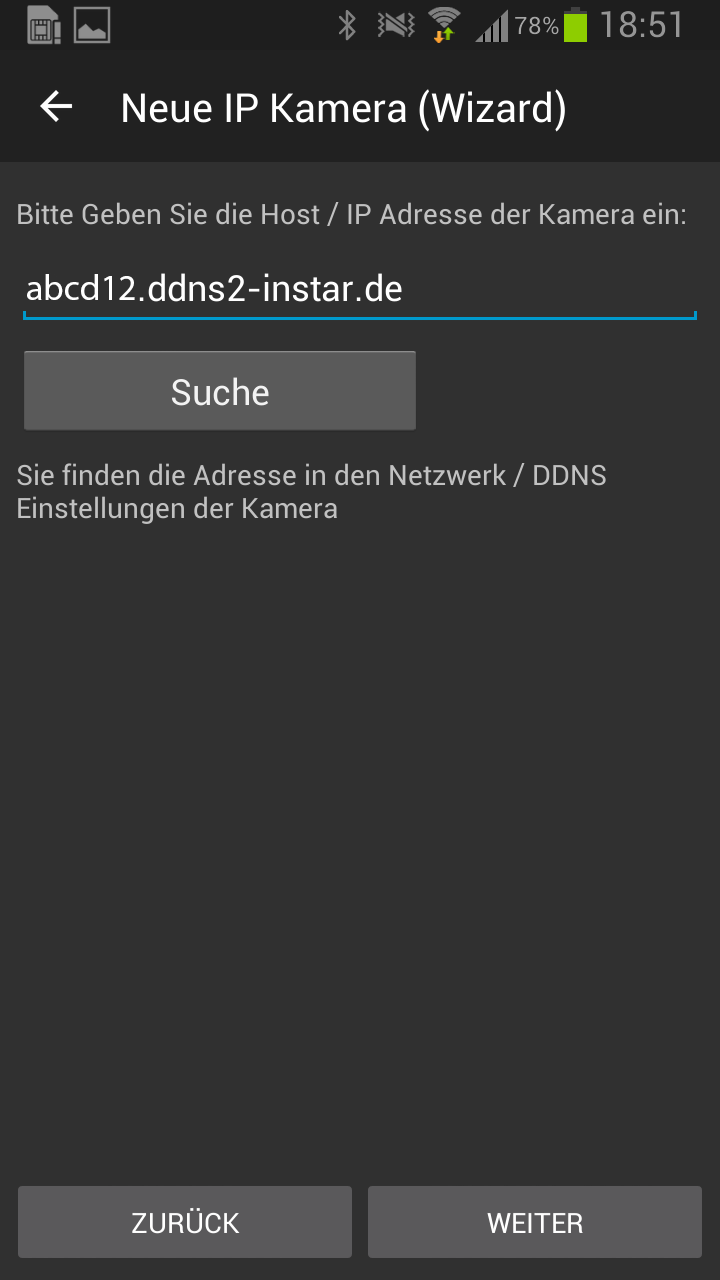 78% 18:51
Neue IP Kamera (Wizard)
Bitte Geben Sie die Host / IP Adresse der Kamera ein:
abcd12.ddns2-instar.de
Suche
Sie finden die Adresse in den Netzwerk / DDNS
Einstellungen der Kamera
ZURÜCK WEITER